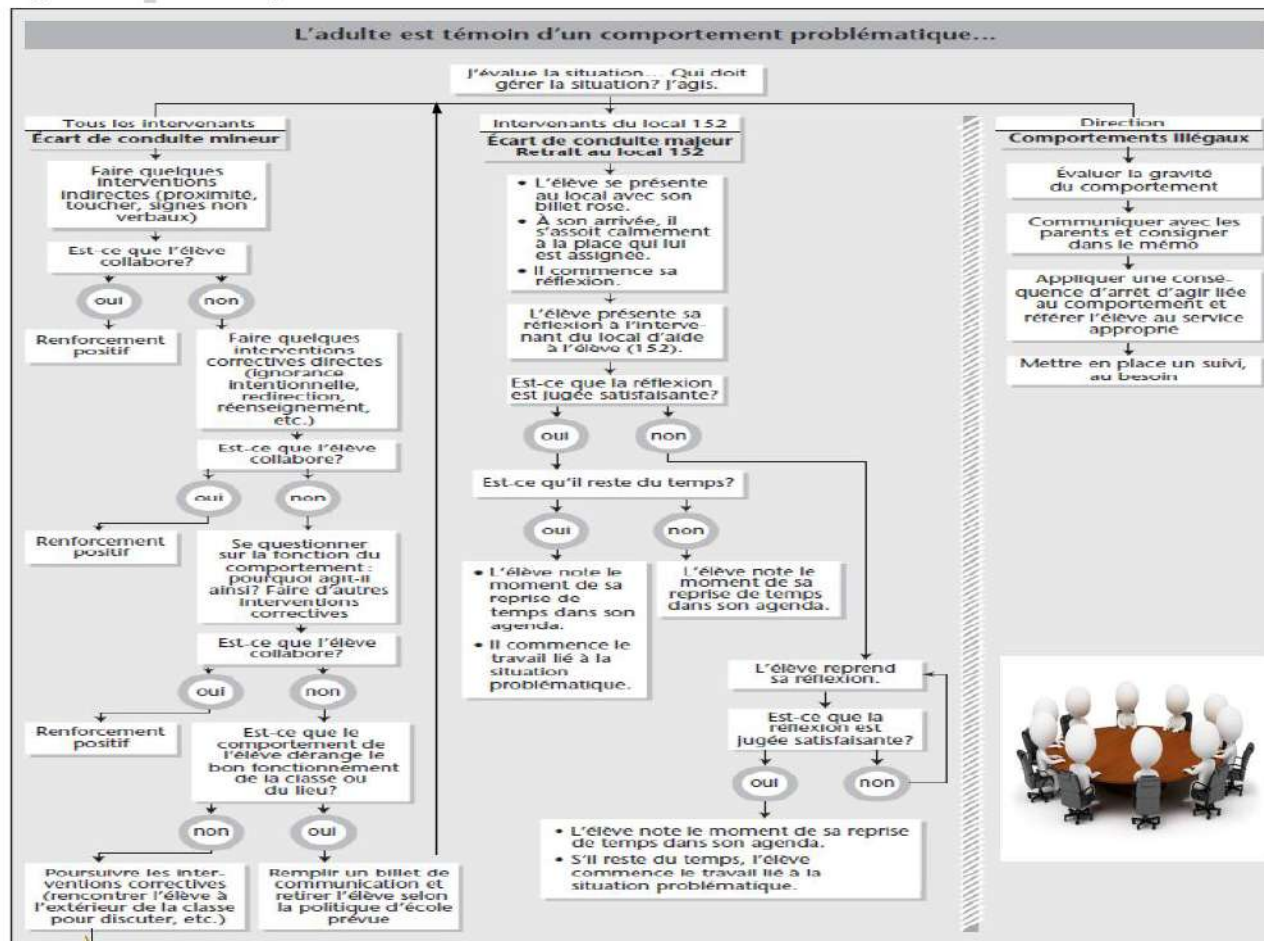 L'adulte est témoin d'un comportement problématique...
J'évalue la situation... Qui doit
gérer la situation? J'agis.
Tous les intervenants
Écart de conduite mineur
Faire quelques
interventions
indirectes (proximité,
toucher, signes non
verbaux)
Est-ce que l'élève
collabore?
oui
non
Renforcement
positif
Faire quelques
interventions
correctives directes
(ignorance
intentionnelle,
redirection,
réenseignement,
etc.)
Est-ce que l'élève
collabore?
oui
non
Renforcement
positif
Se questionner
sur la fonction du
comportement :
pourquoi agit-il
ainsi? Faire d'autres
interventions
correctives
Est-ce que l'élève
collabore?
oui
non
Renforcement
positif
Est-ce que le
comportement de
l'élève dérange le
bon fonctionnement
de la classe ou
du lieu?
non
oui
Poursuivre les inter-
ventions correctives
(rencontrer l'élève à
l'extérieur de la classe
pour discuter, etc.)
Remplir un billet de
communication et
retirer l'élève selon
la politique d'école
prévue
Intervenants du local 152
Écart de conduite majeur
Retrait au local 152
• L'élève se présente
au local avec son
billet rose.
• À son arrivée, il
s'assoit calmement
à la place qui lui
est assignée.
• Il commence sa
réflexion.
L'élève présente sa
réflexion à l'interve-
nant du local d'aide
à l'élève (152).
Est-ce que la réflexion
est jugée satisfaisante?
oui
non
Est-ce qu'il reste du temps?
oui
non
• L'élève note le
moment de sa
reprise de
temps dans son
agenda.
• Il commence le
travail lié à la
situation
problématique.
L'élève note le
moment de sa
reprise de temps
dans son agenda.
L'élève reprend
sa réflexion.
Est-ce que la
réflexion est
jugée satisfaisante?
oui
non
• L'élève note le moment de sa reprise
de temps dans son agenda.
• S'il reste du temps, l'élève
commence le travail lié à la
situation problématique.
Direction
Comportements illégaux
Évaluer la gravité
du comportement
Communiquer avec les
parents et consigner
dans le mémo
Appliquer une consé-
quence d'arrêt d'agir liée
au comportement et
référer l'élève au service
approprié
Mettre en place un suivi,
au besoin